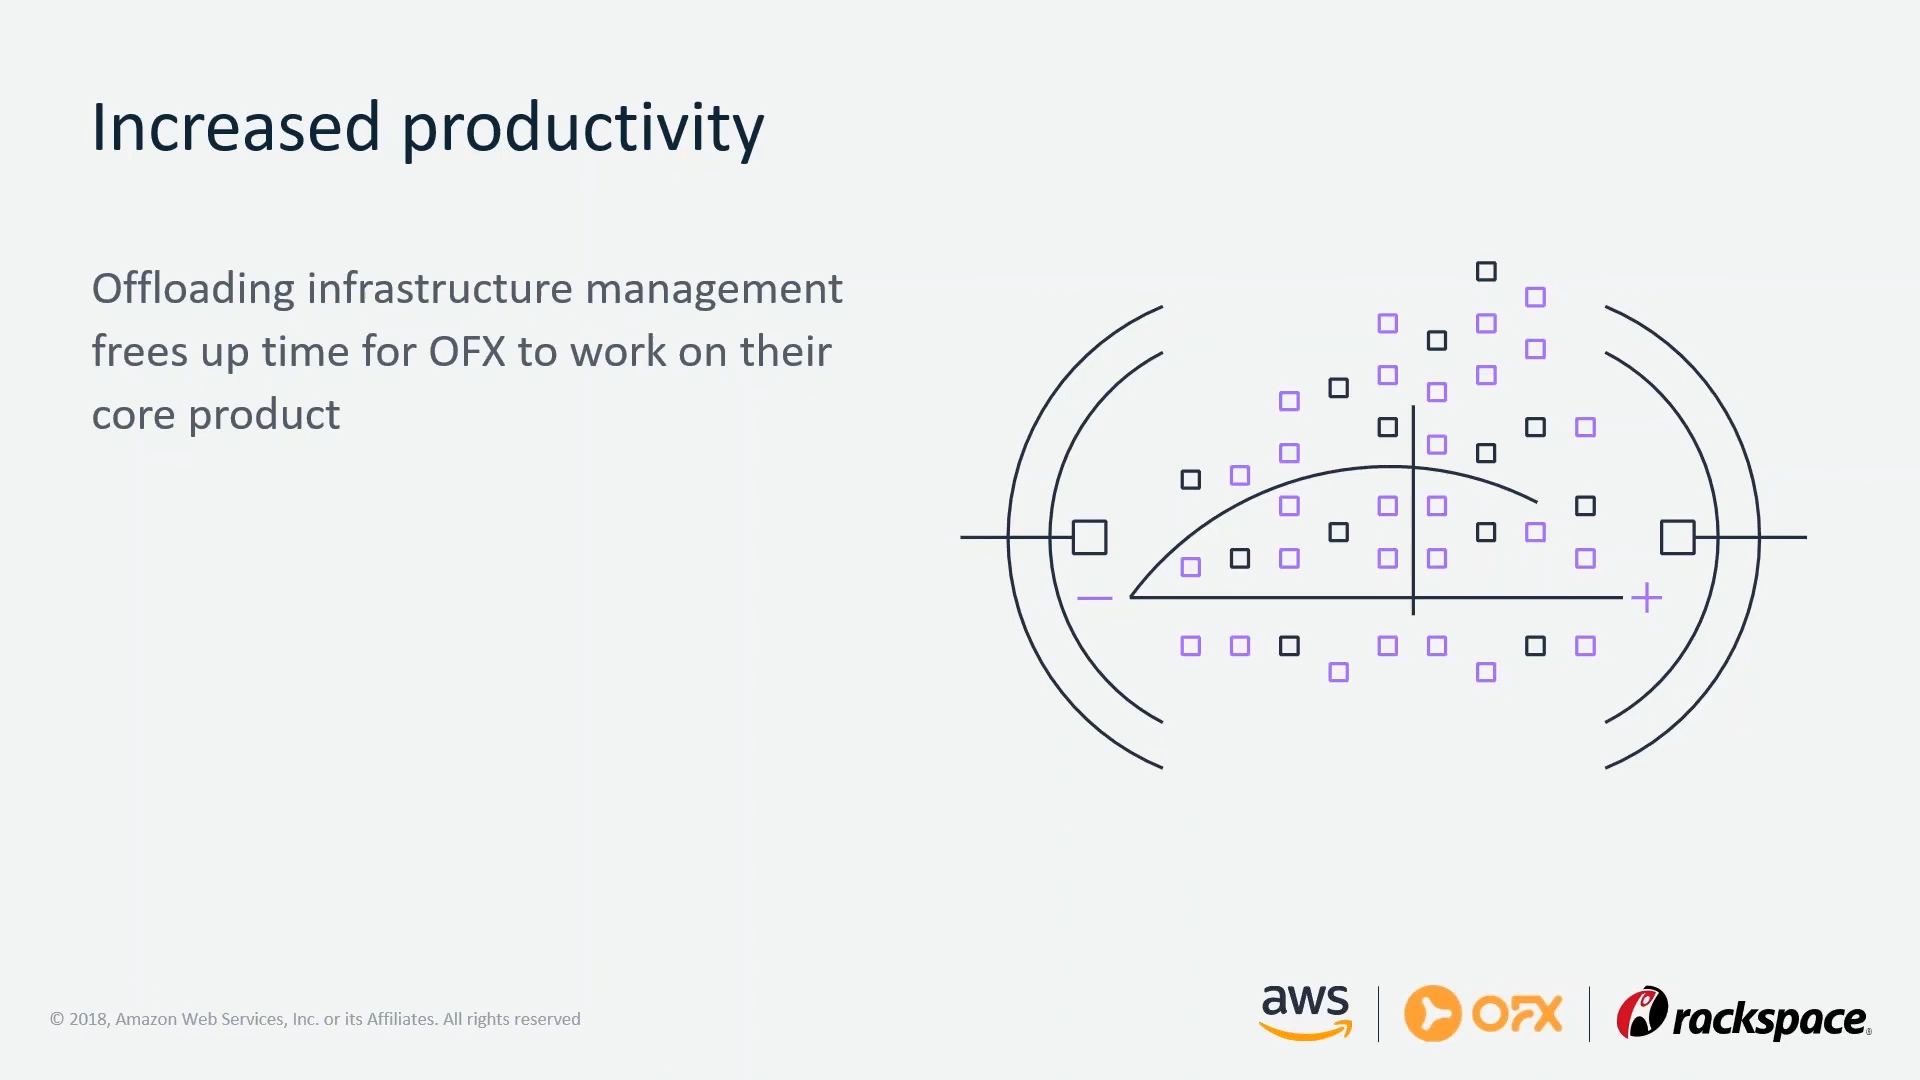 Increased productivity
Offloading infrastructure management
frees up time for OFX to work on their
core product
© 2018, Amazon Web Services, Inc. or its Affiliates. All rights reserved
aws
OFX
rackspace®